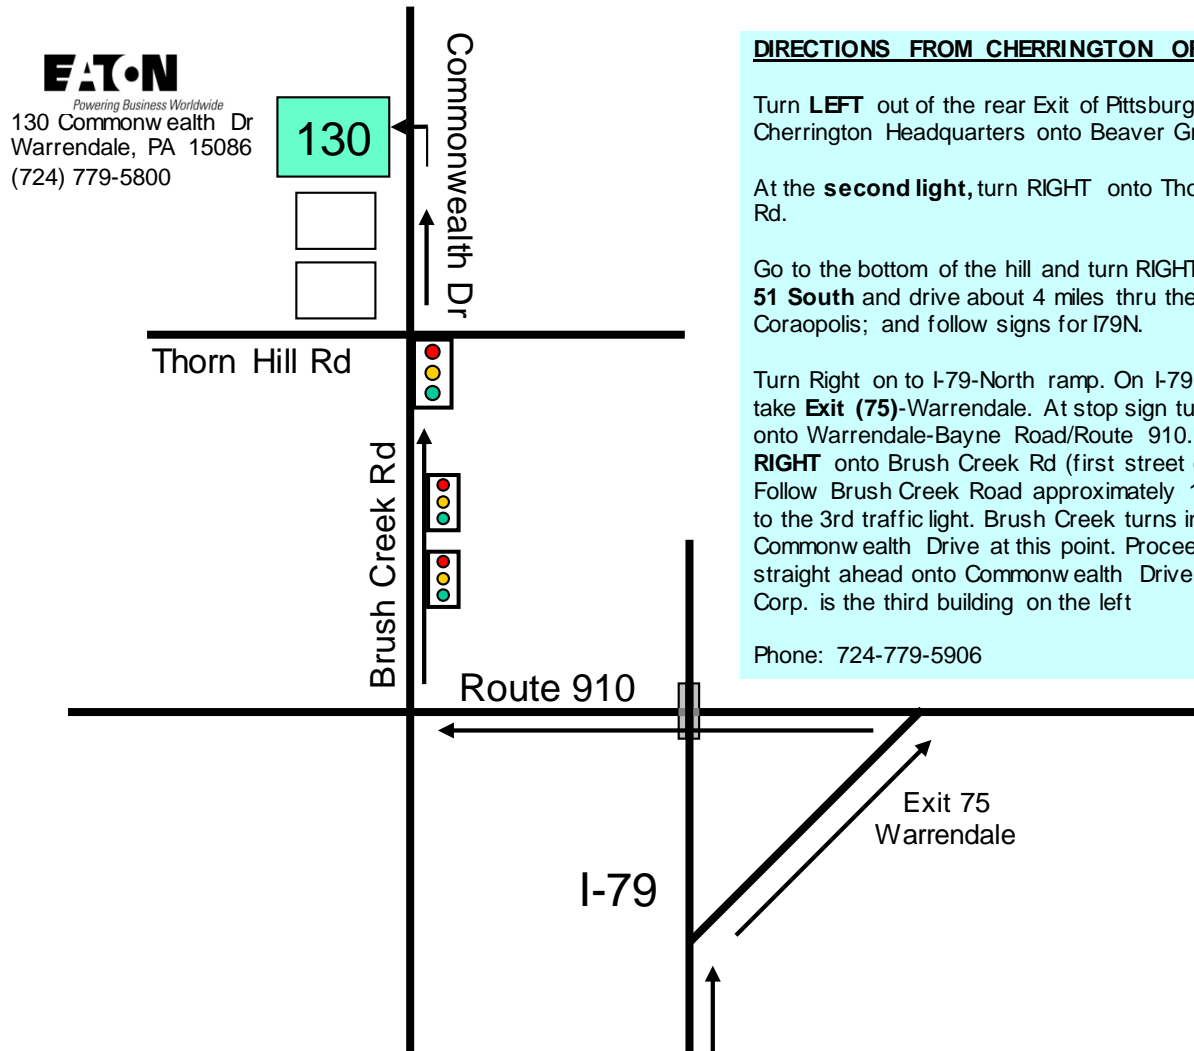 EATON
Powering Business Worldwide
130 Commonwealth Dr
Warrendale, PA 15086
(724) 779-5800
130
Commonwealth Dr
Thorn Hill Rd
Brush Creek Rd
Route 910
Exit 75
Warrendale
I-79
DIRECTIONS FROM CHERRINGTON
Turn LEFT out of the rear Exit of
Cherrington Headquarters onto Beaver
At the second light, turn RIGHT onto
Rd.
Go to the bottom of the hill and turn RIGHT
51 South and drive about 4 miles thru the
Coraopolis; and follow signs for I79N.
Turn Right on to I-79-North ramp. On I-79
take Exit (75)-Warrendale. At stop sign
onto Warrendale-Bayne Road/Route 910.
RIGHT onto Brush Creek Rd (first street
Follow Brush Creek Road approximately
to the 3rd traffic light. Brush Creek turns
Commonwealth Drive at this point.
straight ahead onto Commonwealth Drive
Corp. is the third building on the left
Phone: 724-779-5906